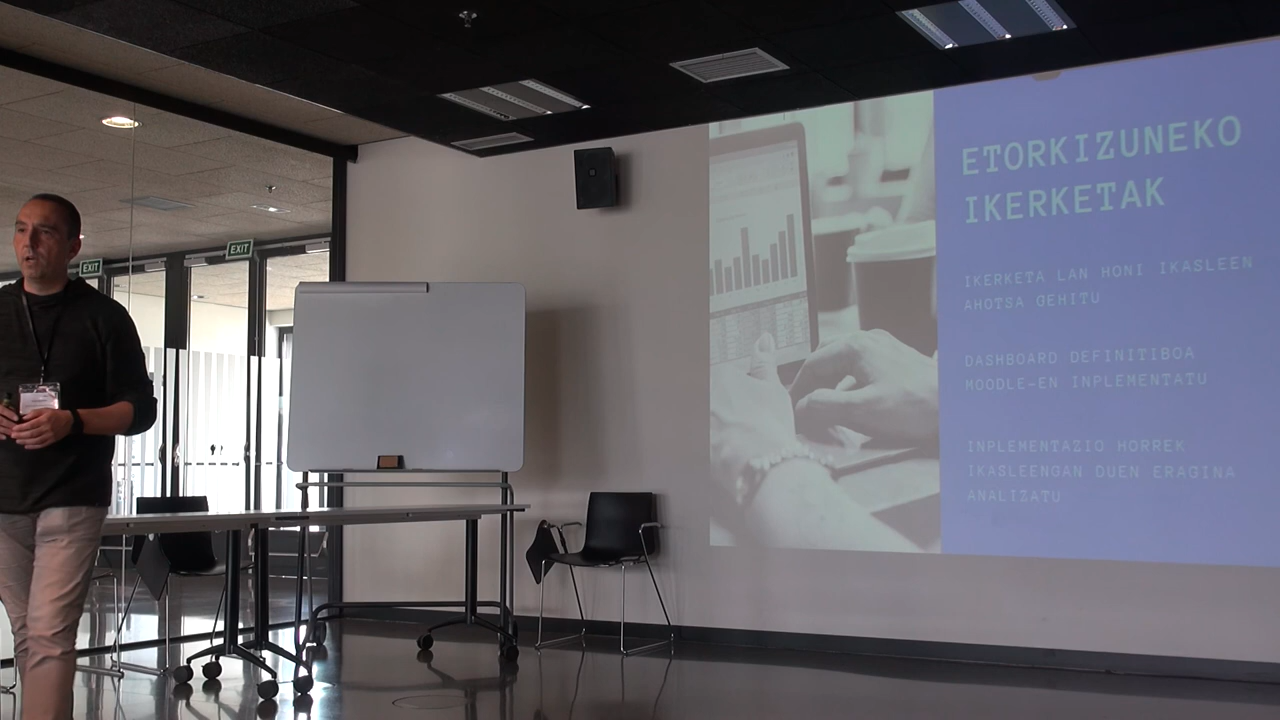 ETORKIZUNEKO
IKERKETAK
IKERKETA LAN HONI IKASLEEN
AHOTSA GEHITU
DASHBOARD DEFINITIBOA
MOODLE-EN INPLEMENTATU
INPLEMENTAZIO HORREK
IKASLEENGAN DUEN ERAGINA
ANALIZATU
EXIT
EXIT